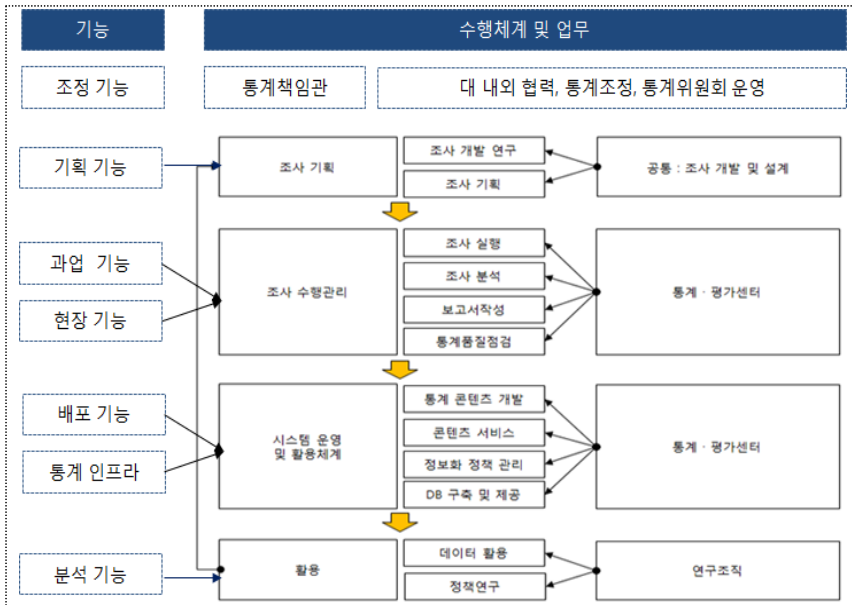 기능
수행체계 및 업무
조정 기능
통계책임관
대 내외 협력, 통계조정, 통계위원회 운영
기획 기능
조사 기획
조사 개발 연구
조사 기획
공통 : 조사 개발 및 설계
과업 기능
현장 기능
조사 수행관리
조사 실행
조사 분석
보고서작성
통계품질점검
통계 · 평가센터
배포 기능
통계 인프라
시스템 운영
및 활용체계
통계 콘텐츠 개발
콘텐츠 서비스
정보화 정책 관리
DB 구축 및 제공
통계 · 평가센터
분석 기능
활용
데이터 활용
정책연구
연구조직